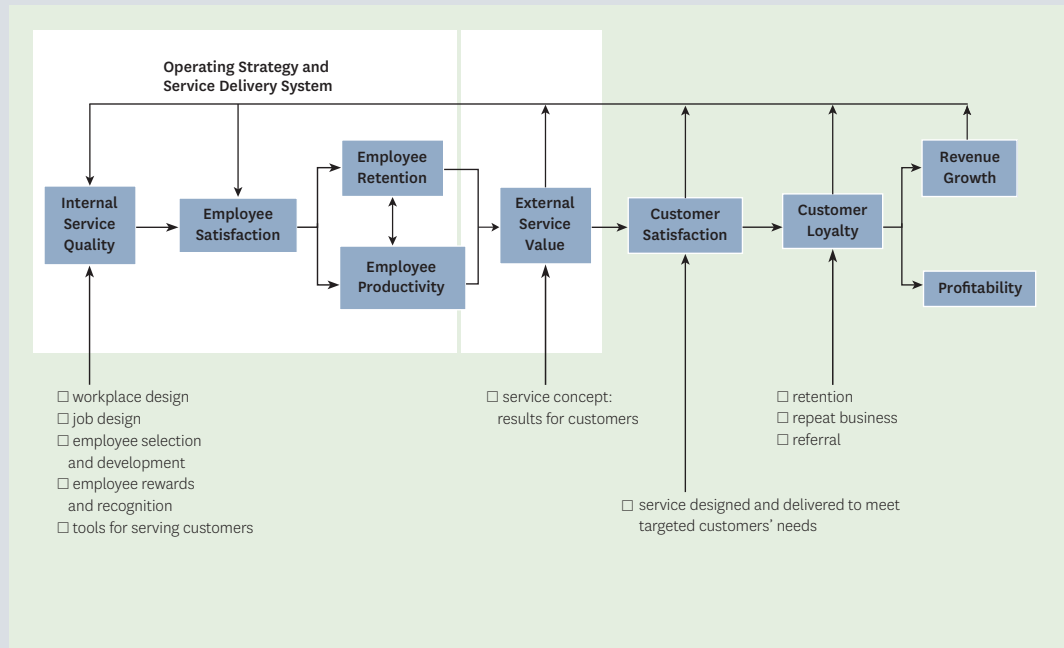 Operating Strategy and
Service Delivery System
Internal
Service
Quality
Employee
Satisfaction
Employee
Retention
Employee
Productivity
External
Service
Value
Customer
Satisfaction
Customer
Loyalty
Revenue
Growth
Profitability
☐ workplace design
☐ job design
☐ employee selection
and development
☐ employee rewards
and recognition
☐ tools for serving customers
☐ service concept:
results for customers
☐ service designed and delivered to meet
targeted customers’ needs
☐ retention
☐ repeat business
☐ referral